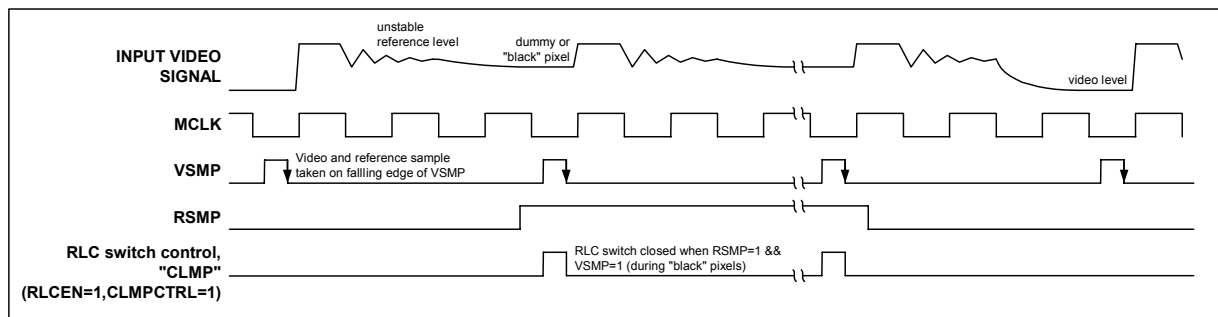 unstable
reference level
dummy or
"black" pixel
INPUT VIDEO
SIGNAL
video level
MCLK
Video and reference sample
taken on fallling edge of VSMP
VSMP
RSMP
RLC switch control,
"CLMP"
(RLCEN=1,CLMPCTRL=1)
RLC switch closed when RSMP=1 &&
VSMP=1 (during "black" pixels)